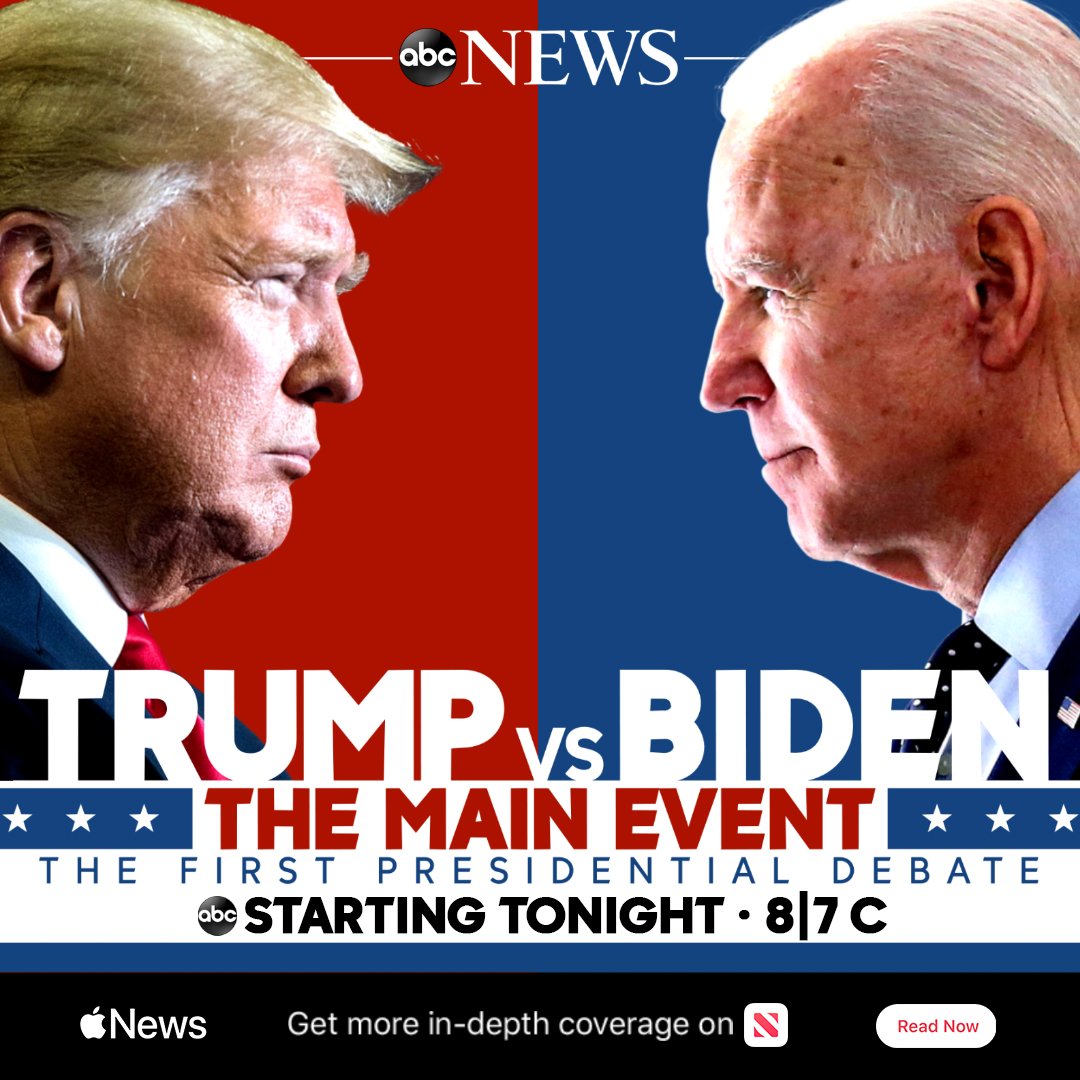 abc NEWS
TRUMP VS BIDEN
THE MAIN EVENT
THE FIRST PRESIDENTIAL DEBATE
abc STARTING TONIGHT · 8|7 C
News
Get more in-depth coverage on
Read Now